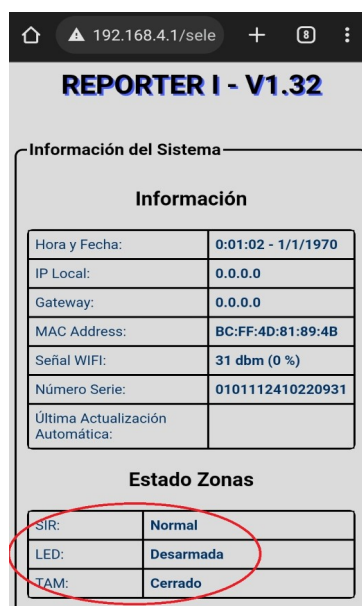 192.168.4.1/sele
8
REPORTER I - V1.32
Información del Sistema
Información
Hora y Fecha: 0:01:02 - 1/1/1970
IP Local: 0.0.0.0
Gateway: 0.0.0.0
MAC Address: BC:FF:4D:81:89:4B
Señal WIFI: 31 dbm (0 %)
Número Serie: 0101112410220931
Última Actualización
Automática:
Estado Zonas
SIR: Normal
LED: Desarmada
TAM: Cerrado